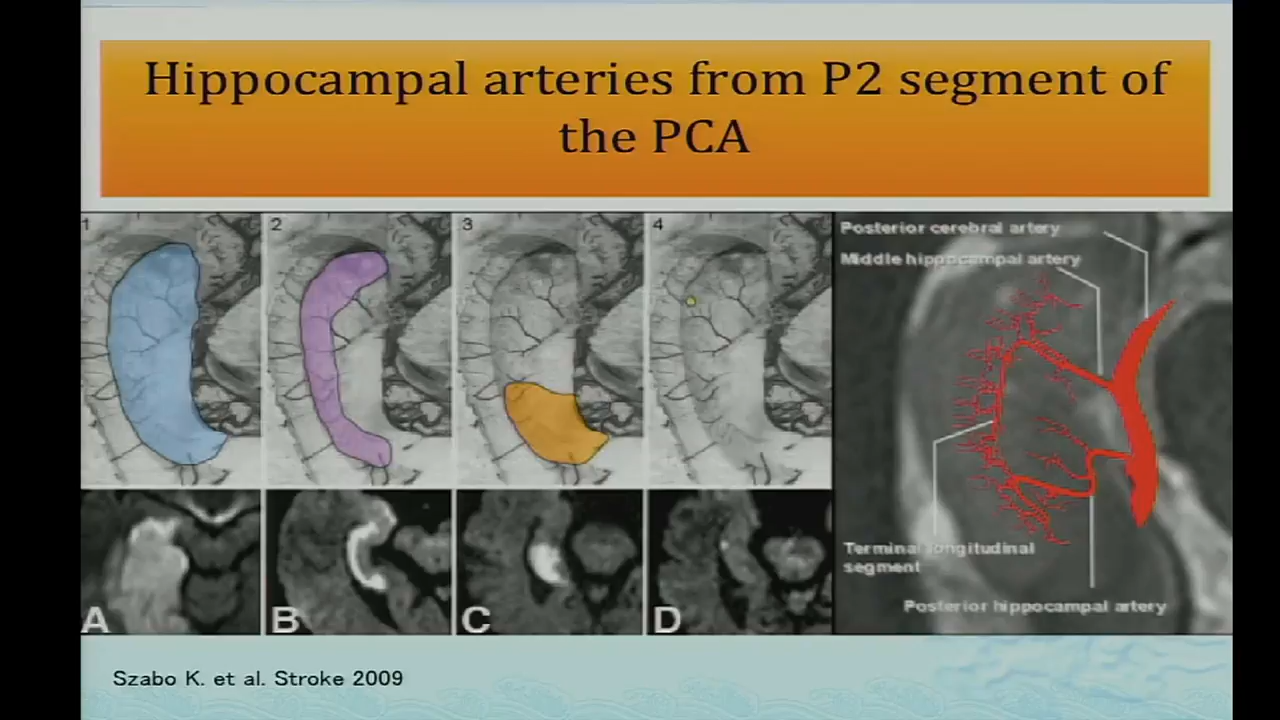 Hippocampal arteries from P2 segment of
the PCA
1
2
3
4
Posterior cerebral artery
Middle hippocampal artery
Terminal longitudinal
segment
Posterior hippocampal artery
A
B
C
D
Szabo K. et al. Stroke 2009